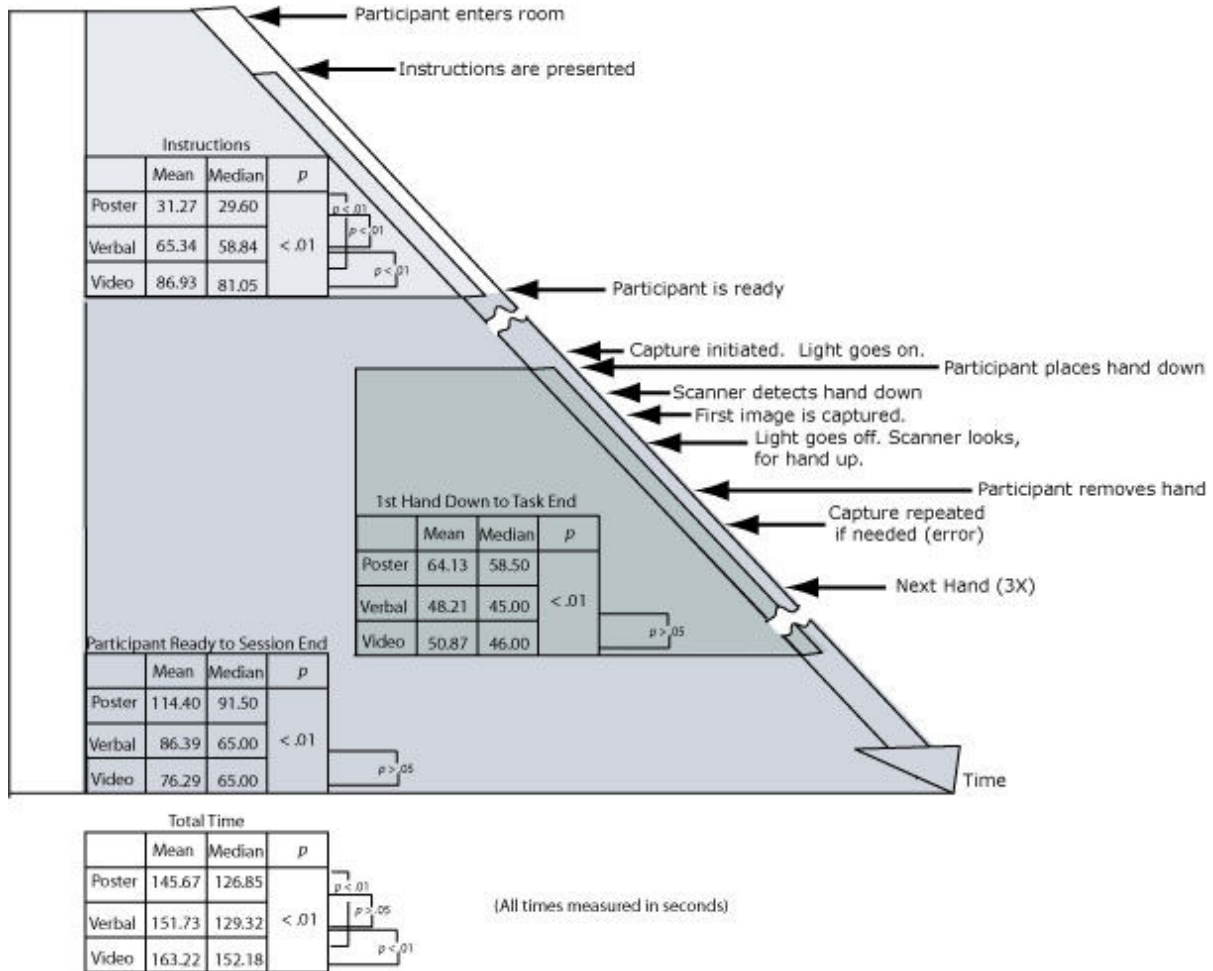 Participant enters room
Instructions are presented
Instructions
Mean Median p
Poster 31.27 29.60
Verbal 65.34 58.84 < .01
Video 86.93 81.05
p < .01
p < .01
p < .01
Participant is ready
Capture initiated. Light goes on.
Participant places hand down
Scanner detects hand down
First image is captured.
Light goes off. Scanner looks,
for hand up.
Participant removes hand
Capture repeated
if needed (error)
Next Hand (3X)
1st Hand Down to Task End
Mean Median p
Poster 64.13 58.50
Verbal 48.21 45.00 < .01
Video 50.87 46.00
p > .05
Participant Ready to Session End
Mean Median p
Poster 114.40 91.50
Verbal 86.39 65.00 < .01
Video 76.29 65.00
p > .05
Time
Total Time
Mean Median p
Poster 145.67 126.85
Verbal 151.73 129.32 < .01
Video 163.22 152.18
p < .01
p > .05
p < .01
(All times measured in seconds)